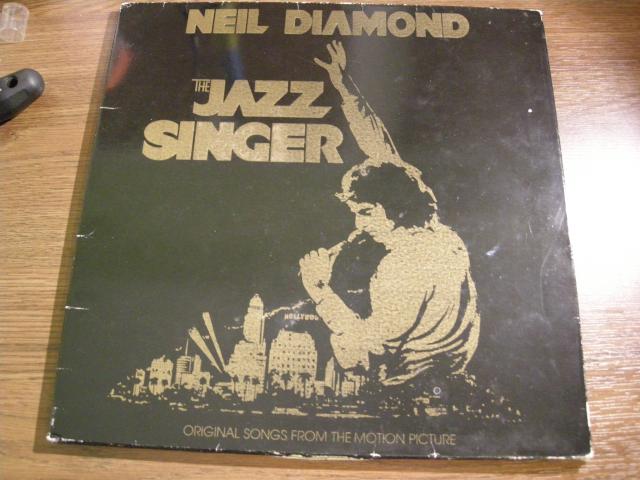 NEIL DIAMOND
THE
JAZZ
SINGER
HOLLYWOOD
ORIGINAL SONGS FROM THE MOTION PICTURE